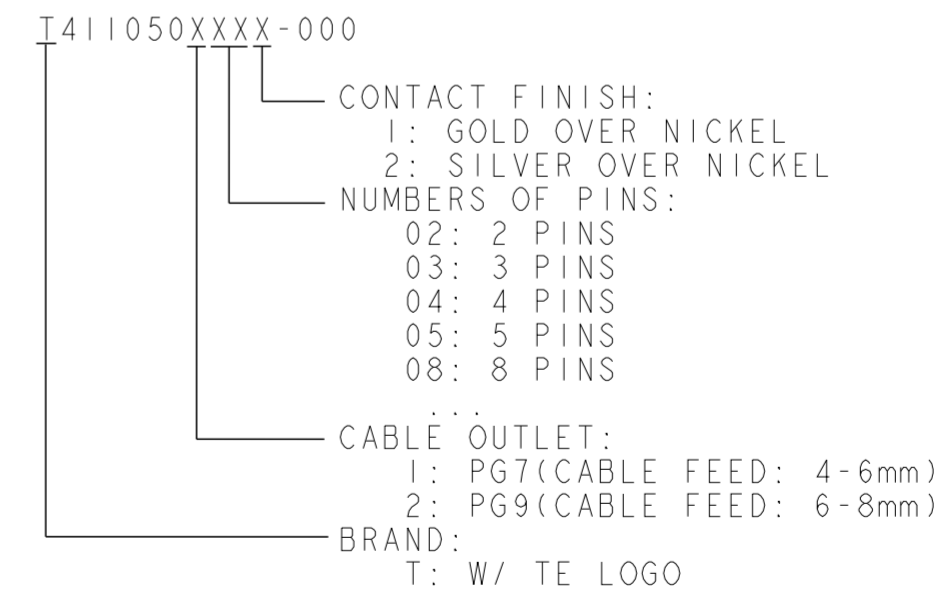 T411050XXXX-000
CONTACT FINISH:
1: GOLD OVER NICKEL
2: SILVER OVER NICKEL
NUMBERS OF PINS:
02: 2 PINS
03: 3 PINS
04: 4 PINS
05: 5 PINS
08: 8 PINS
...
CABLE OUTLET:
1: PG7(CABLE FEED: 4-6mm)
2: PG9(CABLE FEED: 6-8mm)
BRAND:
T: W/ TE LOGO